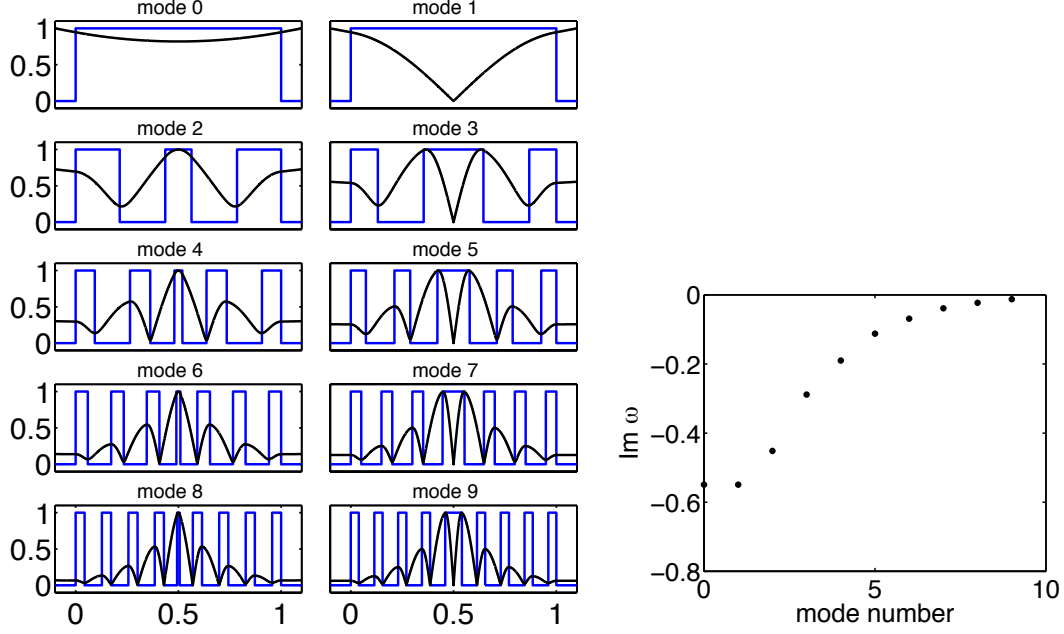 mode 0
mode 1
1
0.5
0
mode 2
mode 3
1
0.5
0
mode 4
mode 5
1
0.5
0
mode 6
mode 7
1
0.5
0
mode 8
mode 9
1
0.5
0
0 0.5 1
0 0.5 1
0
−0.2
−0.4
−0.6
−0.8
Im ω
0 5 10
mode number